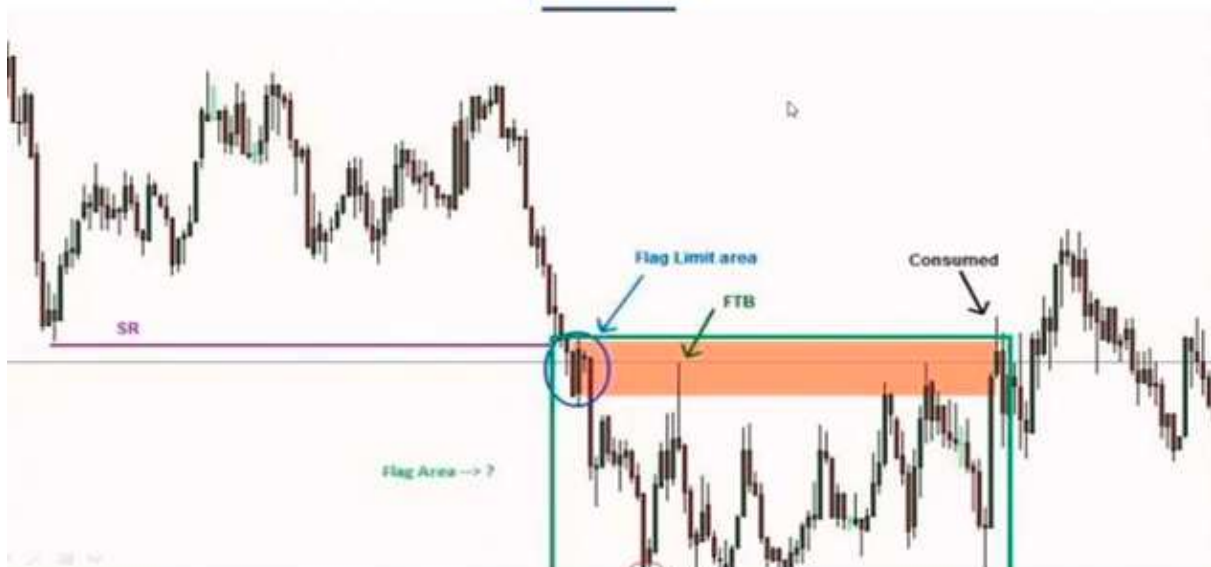 Flag Limit area
Consumed
FTB
SR
Flag Area --> ?